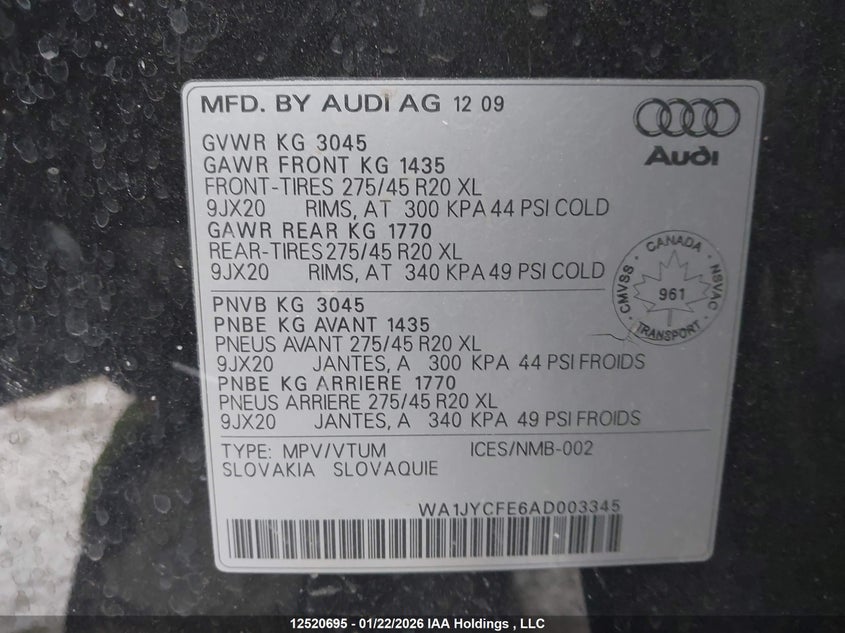 MFD. BY AUDI AG 12 09
Audi
GVWR KG 3045
GAWR FRONT KG 1435
FRONT-TIRES 275/45 R20 XL
9JX20 RIMS, AT 300 KPA 44 PSI COLD
GAWR REAR KG 1770
REAR-TIRES 275/45 R20 XL
9JX20 RIMS, AT 340 KPA 49 PSI COLD
CANADA
CMVSS
NSVAC
961
TRANSPORT
PNVB KG 3045
PNBE KG AVANT 1435
PNEUS AVANT 275/45 R20 XL
9JX20 JANTES, A 300 KPA 44 PSI FROIDS
PNBE KG ARRIERE 1770
PNEUS ARRIERE 275/45 R20 XL
9JX20 JANTES, A 340 KPA 49 PSI FROIDS
TYPE: MPV/VTUM ICES/NMB-002
SLOVAKIA SLOVAQUIE
WA1JYCFE6AD003345
12520695 - 01/22/2026 IAA Holdings , LLC